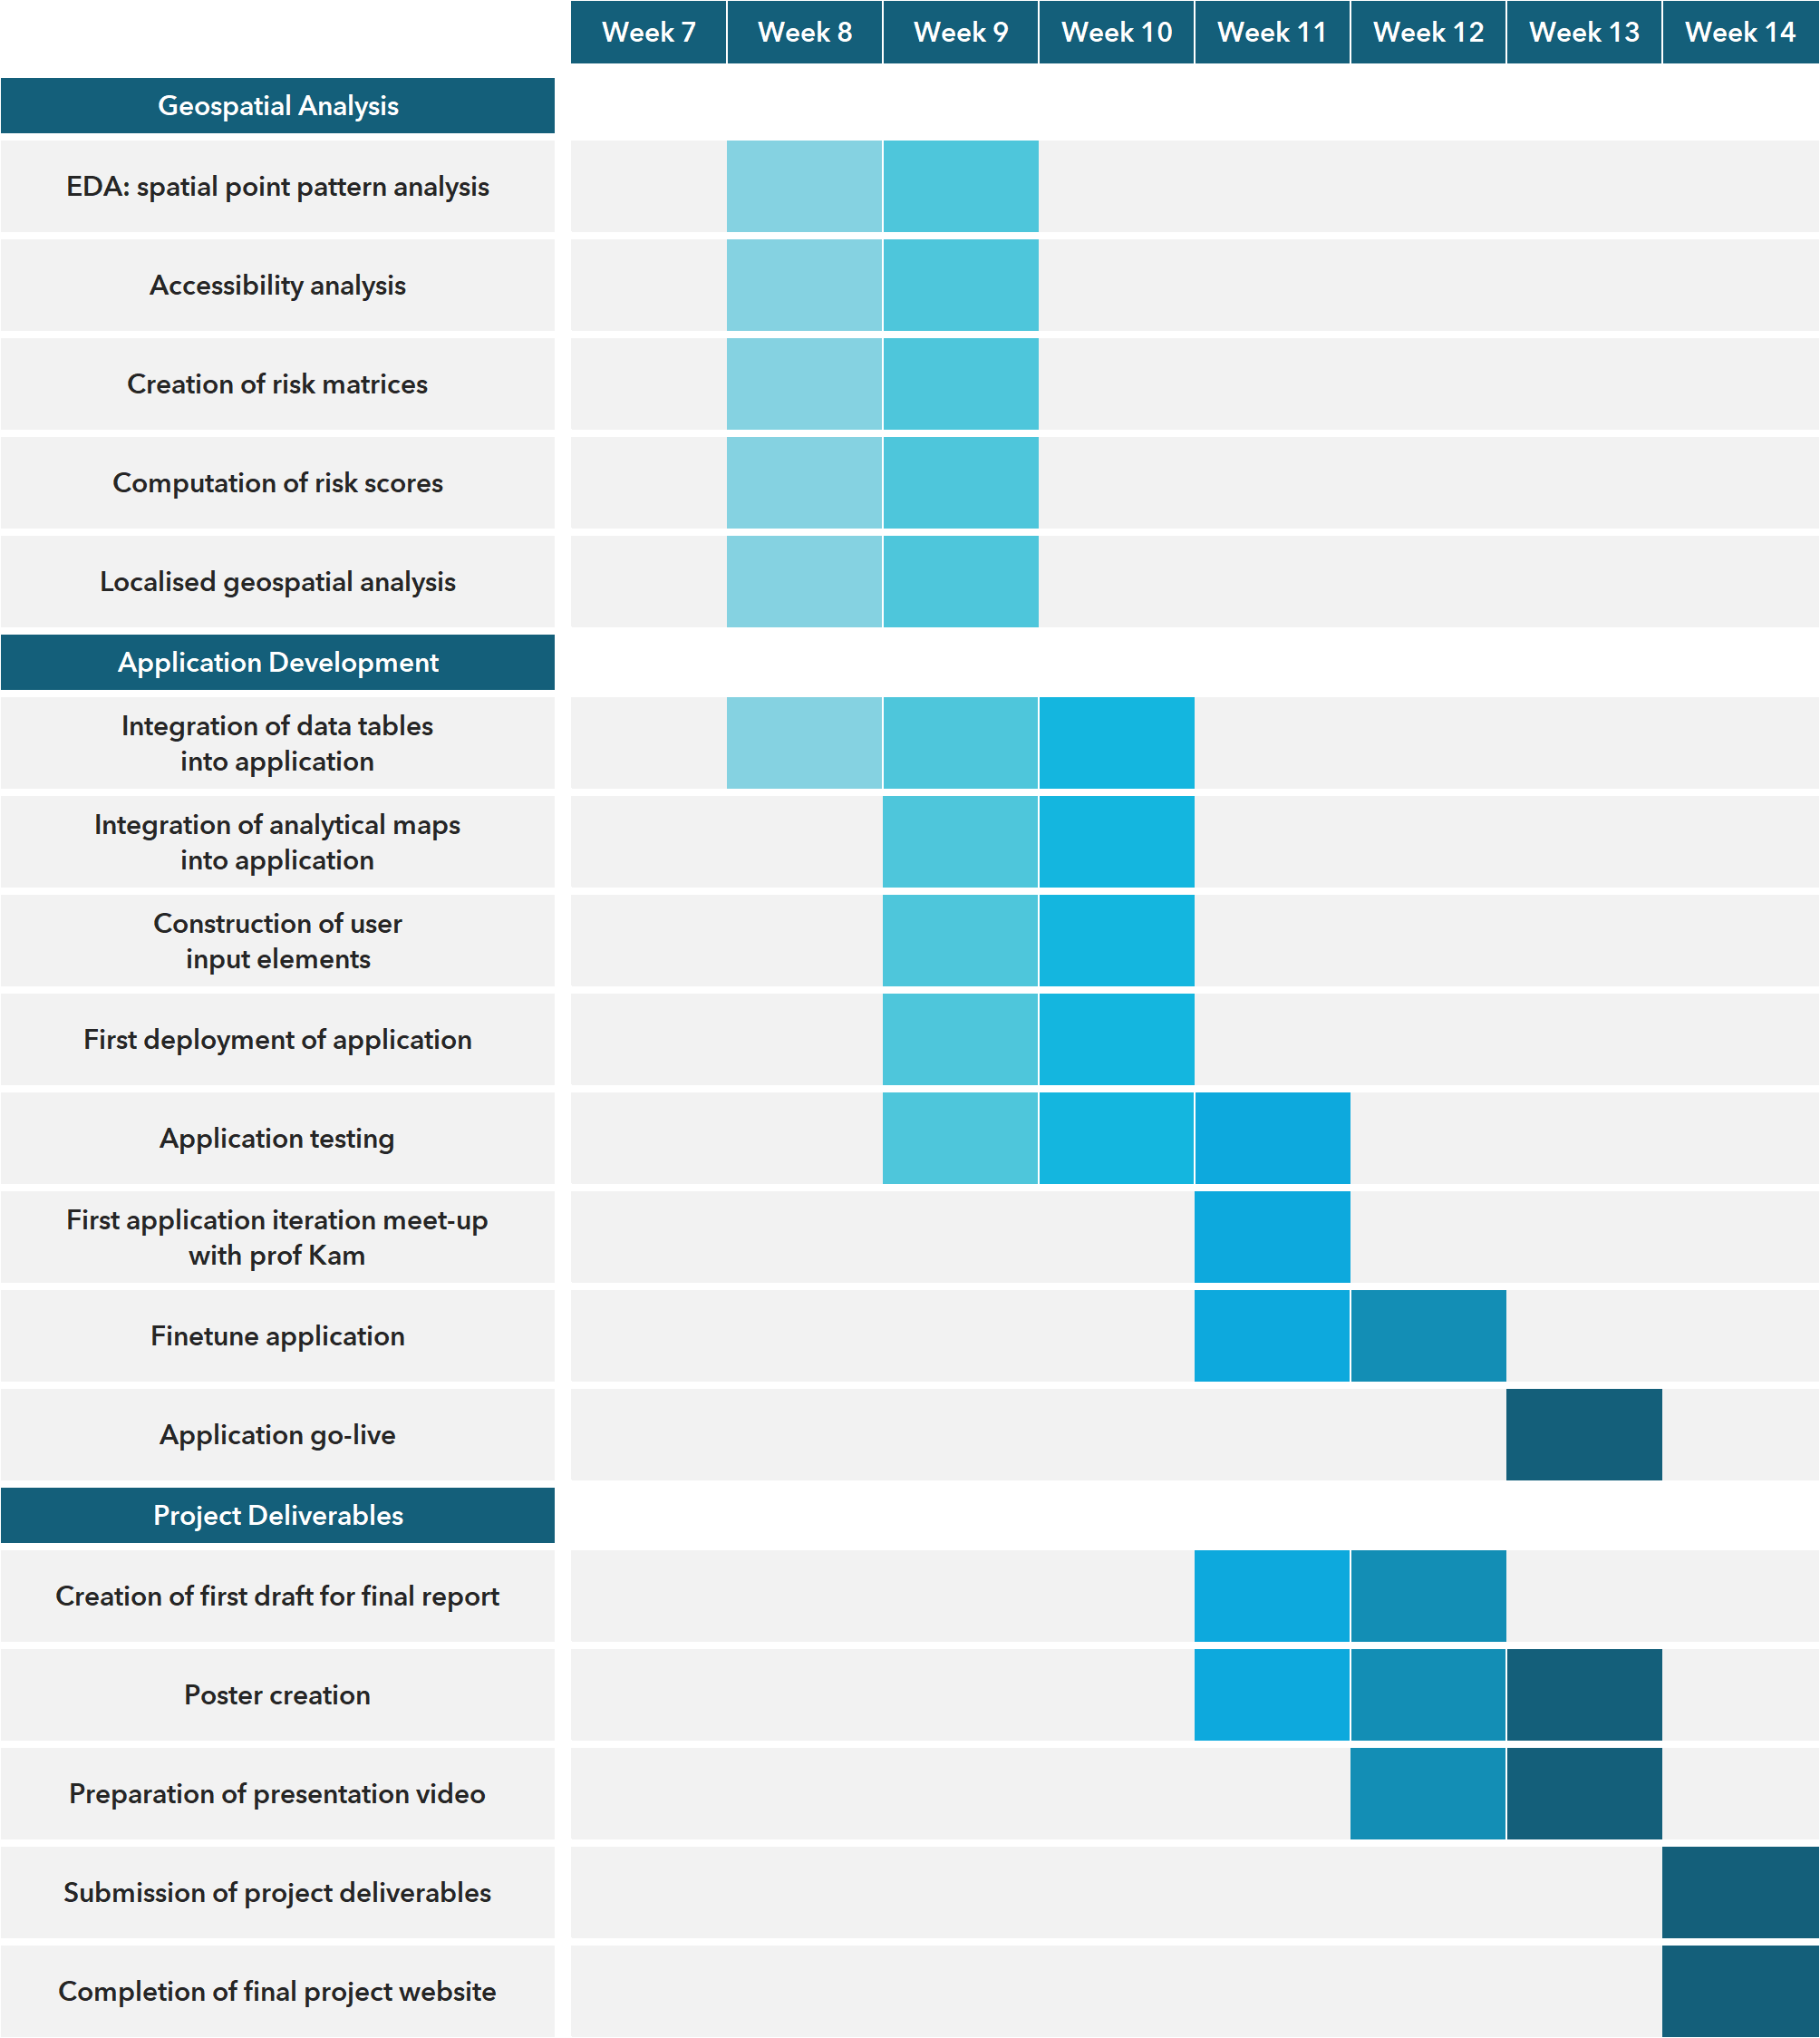 Week 7 Week 8 Week 9 Week 10 Week 11 Week 12 Week 13 Week 14
Geospatial Analysis
EDA: spatial point pattern analysis
Accessibility analysis
Creation of risk matrices
Computation of risk scores
Localised geospatial analysis
Application Development
Integration of data tables
into application
Integration of analytical maps
into application
Construction of user
input elements
First deployment of application
Application testing
First application iteration meet-up
with prof Kam
Finetune application
Application go-live
Project Deliverables
Creation of first draft for final report
Poster creation
Preparation of presentation video
Submission of project deliverables
Completion of final project website